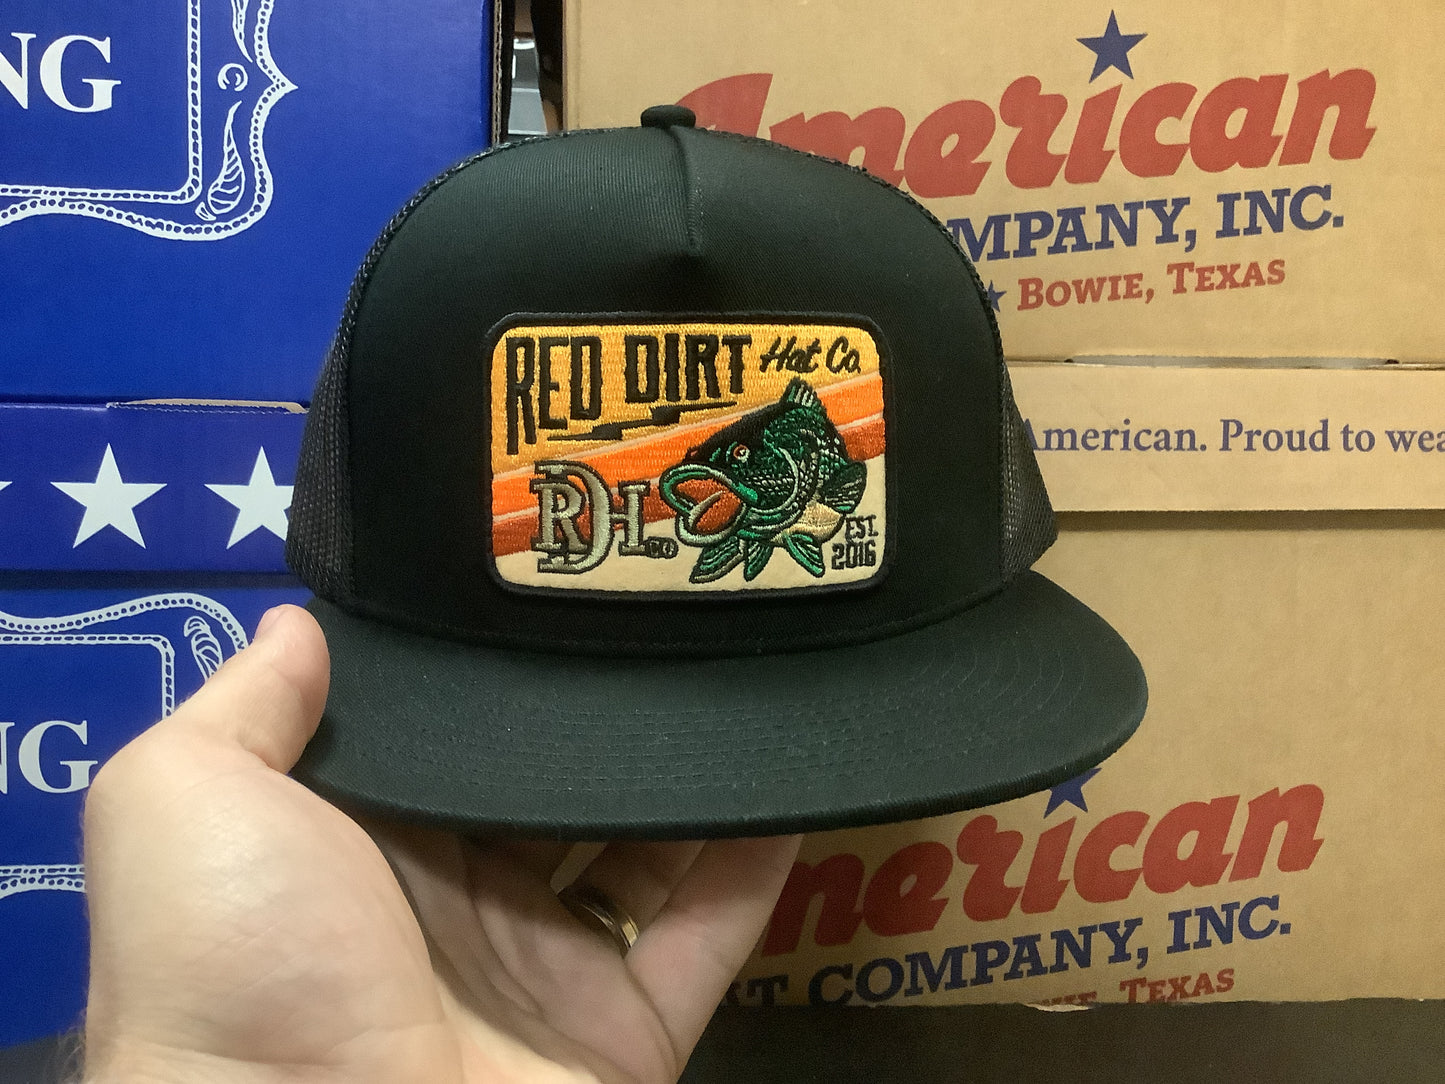 NG
American
MPANY, INC.
BOWIE, TEXAS
American. Proud to wea
RED DIRT Hat Co.
RDH
CO
EST.
2016
NG
American
T COMPANY, INC.
TEXAS